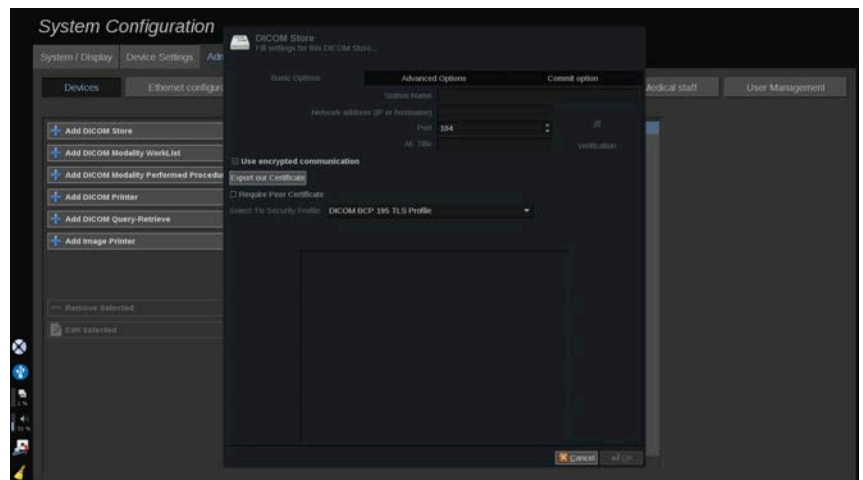 System Configuration
System / Display Device Settings
Devices Ethernet configur Medical staff User Management
Add DICOM Store
Add DICOM Modality WorkList
Add DICOM Modality Performed Procedu
Add DICOM Printer
Add DICOM Query-Retrieve
Add Image Printer
Remove Selected
Edit Selected
DICOM Store
Fill settings for this DICOM Store...
Basic Options Advanced Options Commit option
Station Name
Network address (IP or hostname)
Port 104
AE Title
Verification
Use encrypted communication
Export our Certificate
Require Peer Certificate
Select Tls Security Profile DICOM BCP 195 TLS Profile
Cancel OK